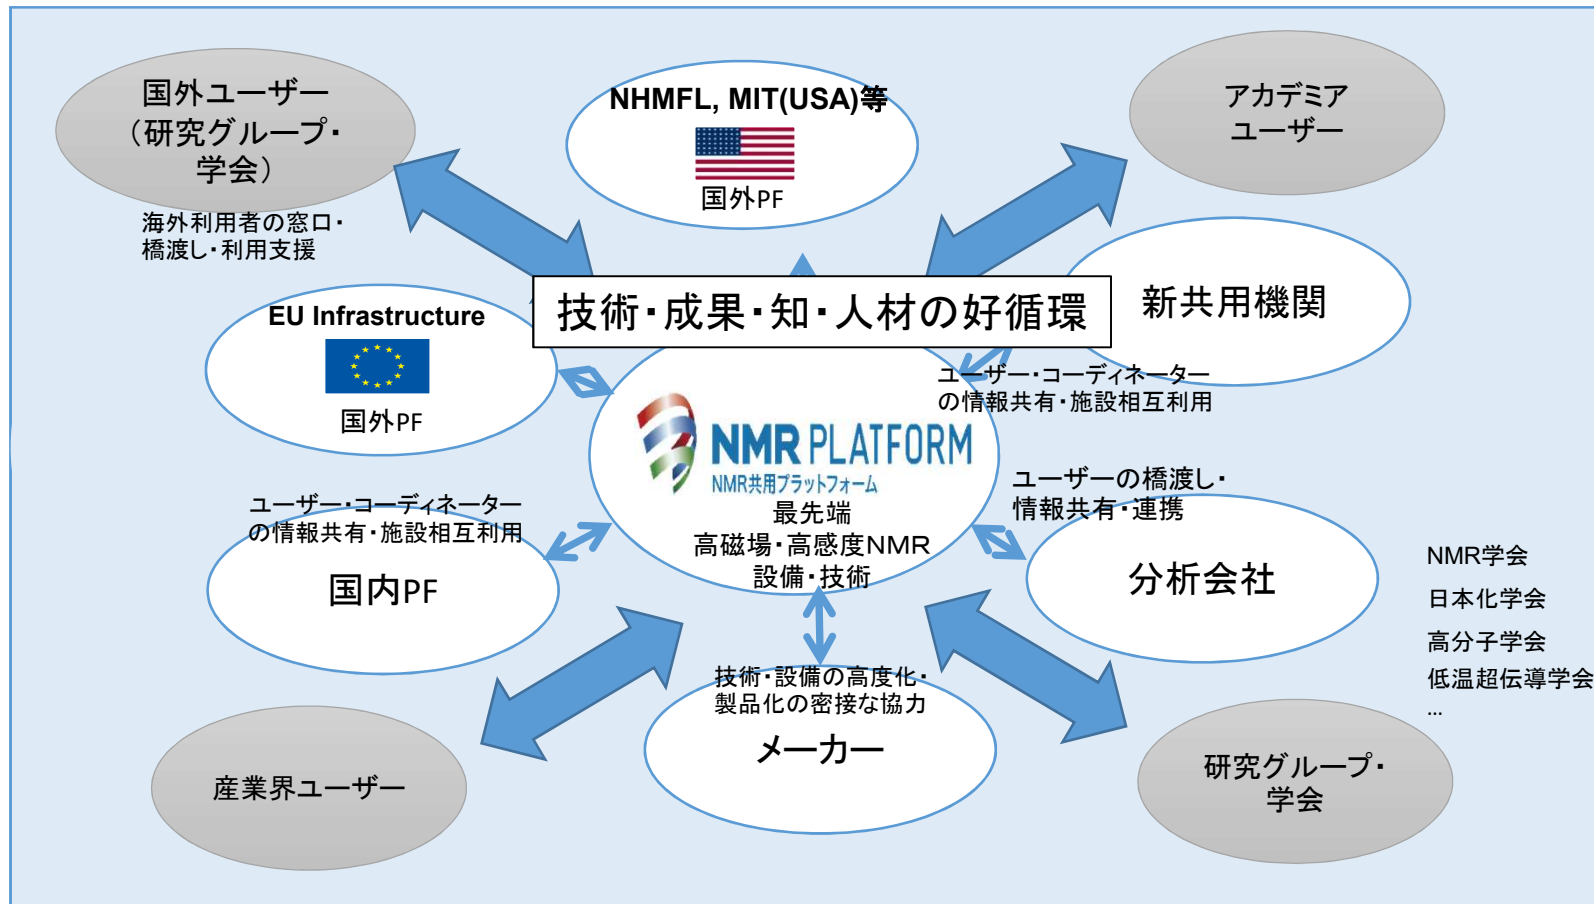 国外ユーザー
（研究グループ・
学会）
海外利用者の窓口・
橋渡し・利用支援
NHMFL, MIT(USA)等
国外PF
アカデミア
ユーザー
技術・成果・知・人材の好循環
新共用機関
EU Infrastructure
国外PF
ユーザー・コーディネーター
の情報共有・施設相互利用
NMR PLATFORM
NMR共用プラットフォーム
最先端
高磁場・高感度NMR
設備・技術
ユーザー・コーディネーター
の情報共有・施設相互利用
国内PF
ユーザーの橋渡し・
情報共有・連携
分析会社
NMR学会
日本化学会
高分子学会
低温超伝導学会
...
技術・設備の高度化・
製品化の密接な協力
メーカー
産業界ユーザー
研究グループ・
学会